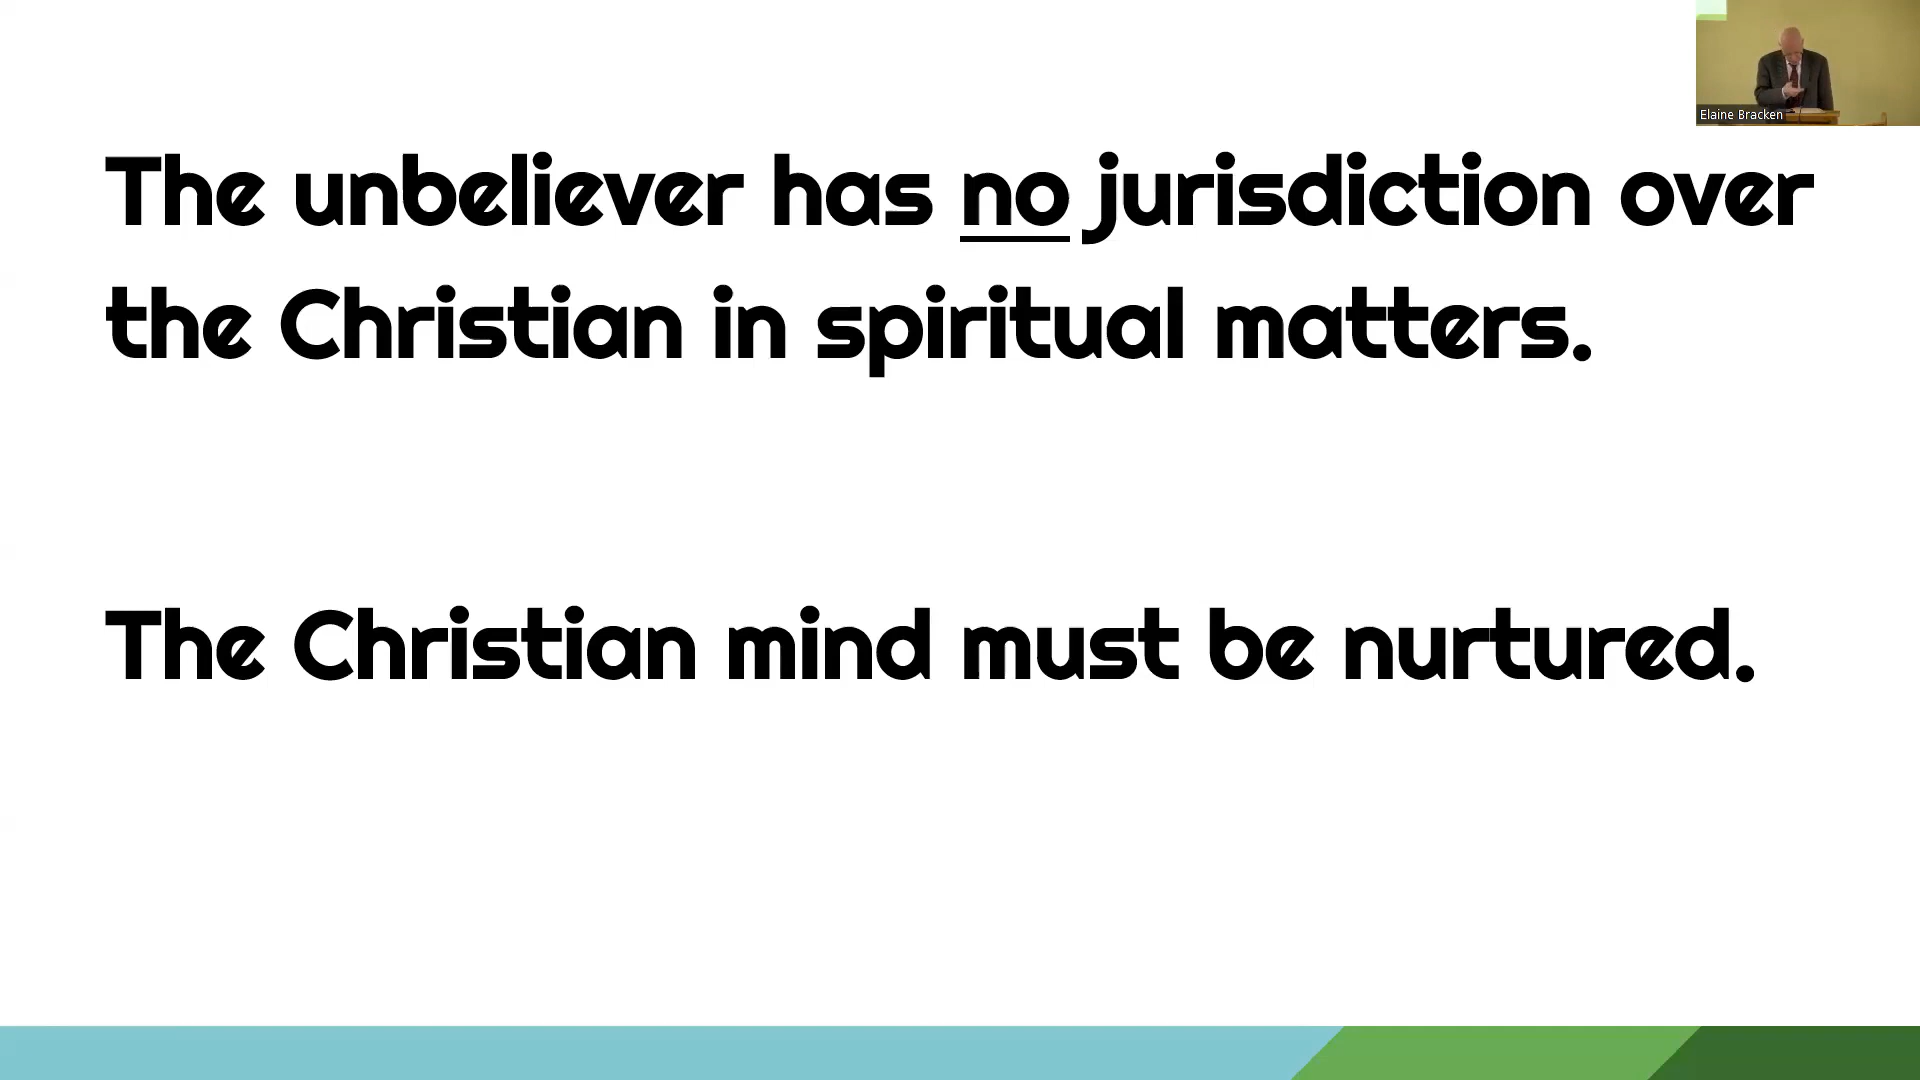 Elaine Bracken
The unbeliever has no jurisdiction over
the Christian in spiritual matters.
The Christian mind must be nurtured.